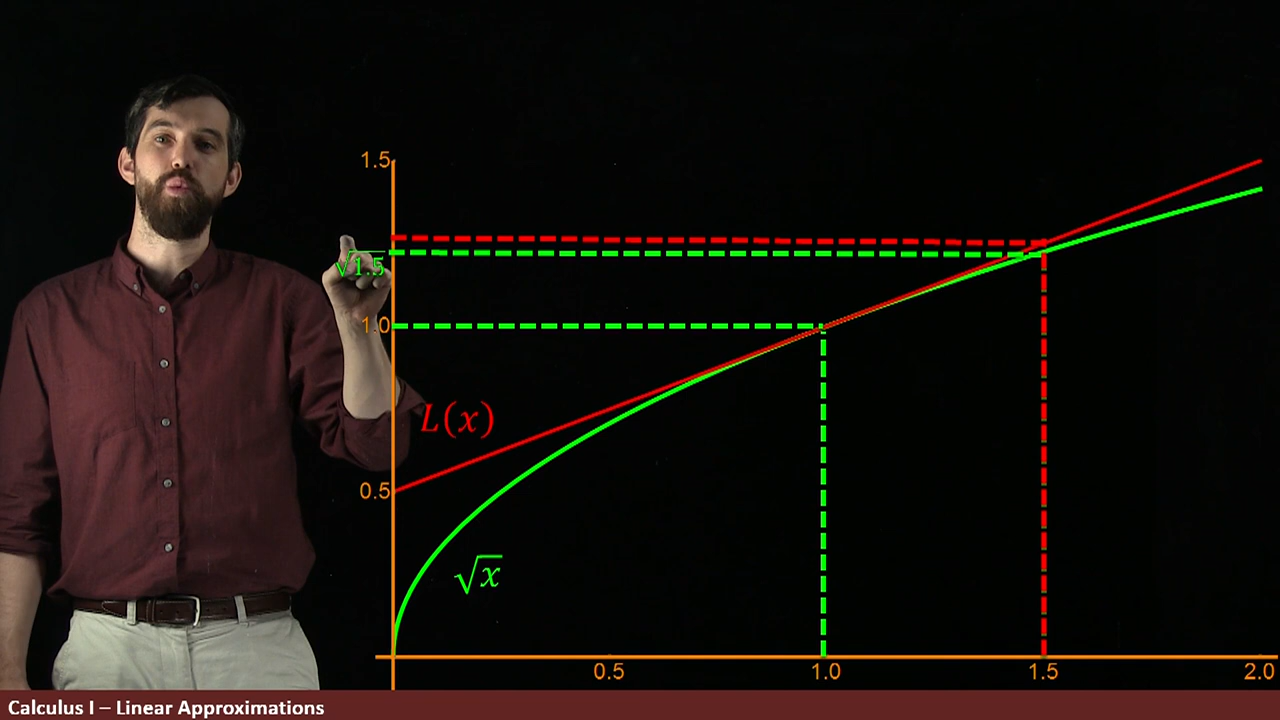 1.5
√1.5
1.0
L(x)
0.5
√x
0.5 1.0 1.5 2.0
Calculus I – Linear Approximations